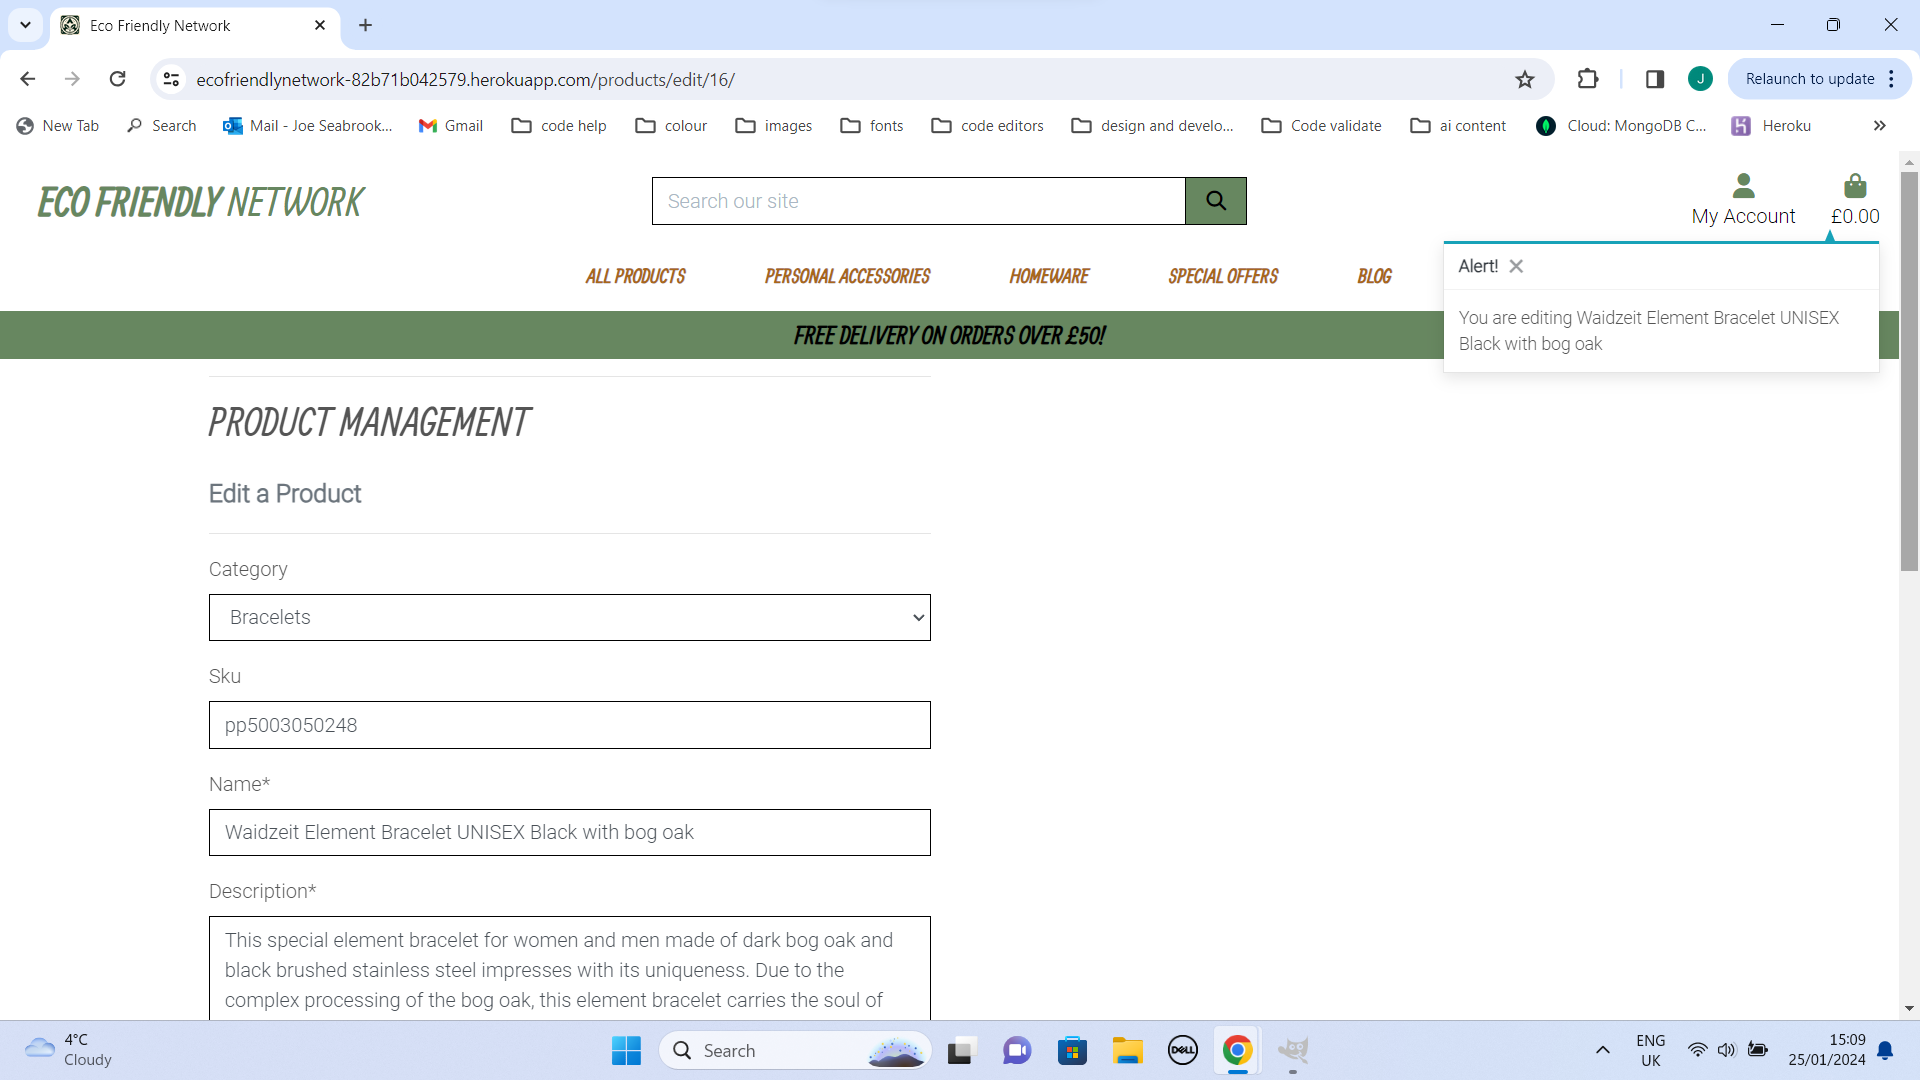 Eco Friendly Network
ecofriendlynetwork-82b71b042579.herokuapp.com/products/edit/16/
J
Relaunch to update
New Tab
Search
Mail - Joe Seabrook...
Gmail
code help
colour
images
fonts
code editors
design and develo...
Code validate
ai content
Cloud: MongoDB C...
Heroku
ECO FRIENDLY NETWORK
Search our site
My Account
£0.00
ALL PRODUCTS
PERSONAL ACCESSORIES
HOMEWARE
SPECIAL OFFERS
BLOG
Alert!
You are editing Waidzeit Element Bracelet UNISEX
Black with bog oak
FREE DELIVERY ON ORDERS OVER £50!
PRODUCT MANAGEMENT
Edit a Product
Category
Bracelets
Sku
pp5003050248
Name*
Waidzeit Element Bracelet UNISEX Black with bog oak
Description*
This special element bracelet for women and men made of dark bog oak and
black brushed stainless steel impresses with its uniqueness. Due to the
complex processing of the bog oak, this element bracelet carries the soul of
4°C
Cloudy
Search
DELL
ENG
UK
15:09
25/01/2024